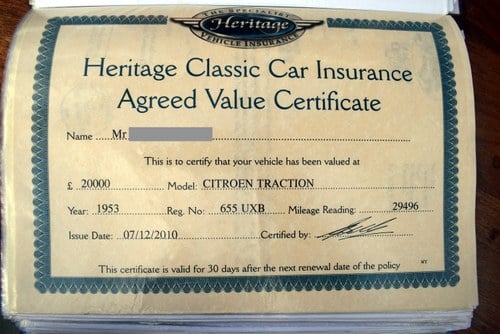 THE SPECIALIST
Heritage
VEHICLE INSURANCE
Heritage Classic Car Insurance
Agreed Value Certificate
Name Mr
This is to certify that your vehicle has been valued at
£ 20000 Model: CITROEN TRACTION
Year: 1953 Reg. No: 655 UXB Mileage Reading: 29496
Issue Date: 07/12/2010 Certified by:
This certificate is valid for 30 days after the next renewal date of the policy